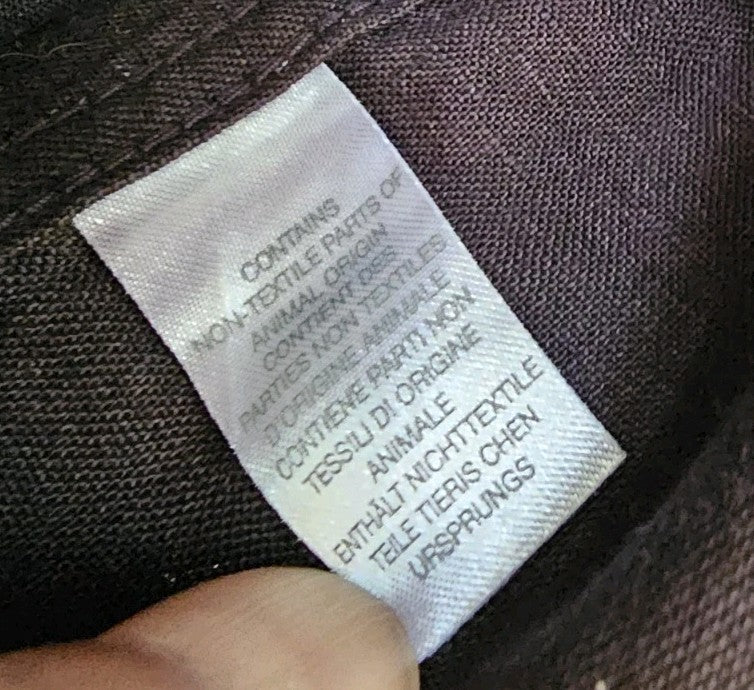 CONTAINS
NON-TEXTILE PARTS OF
ANIMAL ORIGIN
CONTIENT DES
PARTIES NON TEXTILES
D'ORIGINE ANIMALE
CONTIENE PARTI NON
TESSILI DI ORIGINE
ANIMALE
ENTHÄLT NICHTTEXTILE
TEILE TIERIS CHEN
URSPRUNGS